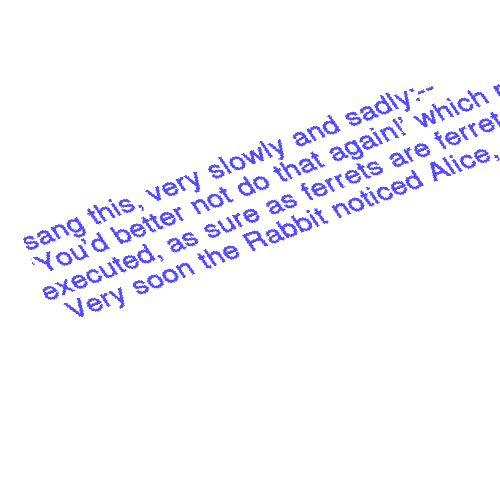 sang this, very slowly and sadly:--
'You'd better not do that again!' which
executed, as sure as ferrets are
Very soon the Rabbit noticed Alice,